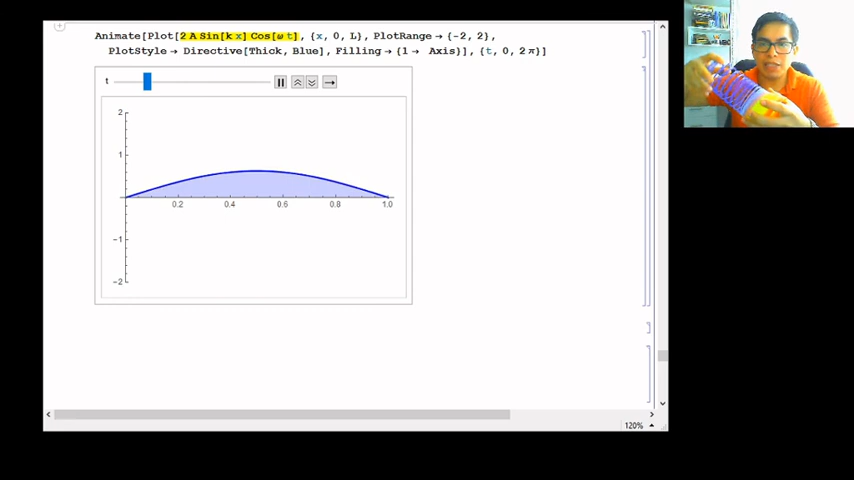 Animate[Plot[2 A Sin[k x] Cos[ω t], {x, 0, L}, PlotRange → {-2, 2},
PlotStyle → Directive[Thick, Blue], Filling → {1 → Axis}], {t, 0, 2 π}]
t
2
1
0.2 0.4 0.6 0.8 1.0
-1
-2
120%